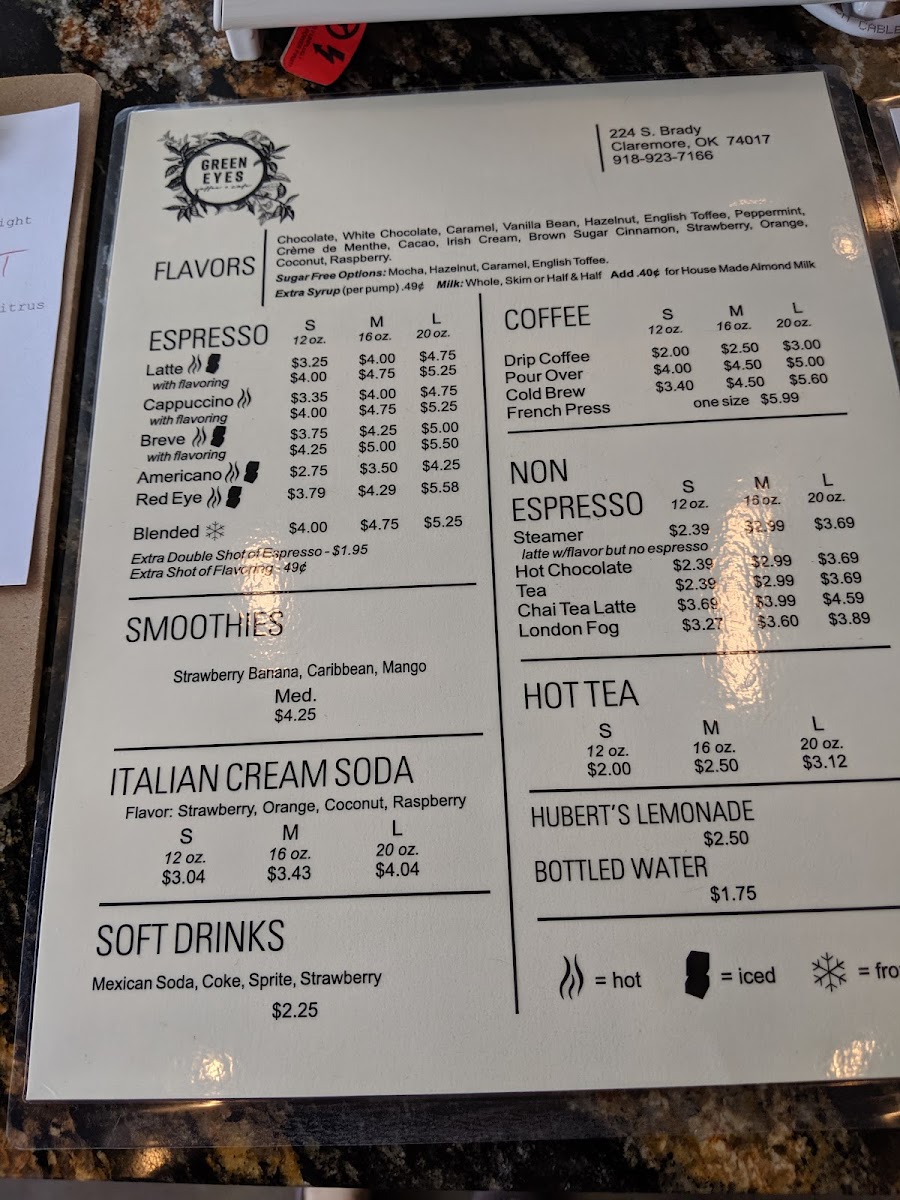 CABLE
ight
itrus
GREEN
EYES
224 S. Brady
Claremore, OK 74017
918-923-7166
FLAVORS
Chocolate, White Chocolate, Caramel, Vanilla Bean, Hazelnut, English Toffee, Peppermint,
Crème de Menthe, Cacao, Irish Cream, Brown Sugar Cinnamon, Strawberry, Orange,
Coconut, Raspberry.
Sugar Free Options: Mocha, Hazelnut, Caramel, English Toffee.
Extra Syrup (per pump) .49¢ Milk: Whole, Skim or Half & Half Add .40¢ for House Made Almond Milk
ESPRESSO
S M L
12 oz. 16 oz. 20 oz.
Latte $3.25 $4.00 $4.75
with flavoring $4.00 $4.75 $5.25
Cappuccino $3.35 $4.00 $4.75
with flavoring $4.00 $4.75 $5.25
Breve $3.75 $4.25 $5.00
with flavoring $4.25 $5.00 $5.50
Americano $2.75 $3.50 $4.25
Red Eye $3.79 $4.29 $5.58
Blended $4.00 $4.75 $5.25
Extra Double Shot of Espresso - $1.95
Extra Shot of Flavoring - 49¢
SMOOTHIES
Strawberry Banana, Caribbean, Mango
Med.
$4.25
ITALIAN CREAM SODA
Flavor: Strawberry, Orange, Coconut, Raspberry
S M L
12 oz. 16 oz. 20 oz.
$3.04 $3.43 $4.04
SOFT DRINKS
Mexican Soda, Coke, Sprite, Strawberry
$2.25
COFFEE
S M L
12 oz. 16 oz. 20 oz.
Drip Coffee $2.00 $2.50 $3.00
Pour Over $4.00 $4.50 $5.00
Cold Brew $3.40 $4.50 $5.60
French Press one size $5.99
NON
ESPRESSO
S M L
12 oz. 16 oz. 20 oz.
Steamer $2.39 $2.99 $3.69
latte w/flavor but no espresso
Hot Chocolate $2.39 $2.99 $3.69
Tea $2.39 $2.99 $3.69
Chai Tea Latte $3.69 $3.99 $4.59
London Fog $3.27 $3.60 $3.89
HOT TEA
S M L
12 oz. 16 oz. 20 oz.
$2.00 $2.50 $3.12
HUBERT'S LEMONADE
$2.50
BOTTLED WATER
$1.75
= hot = iced = fro